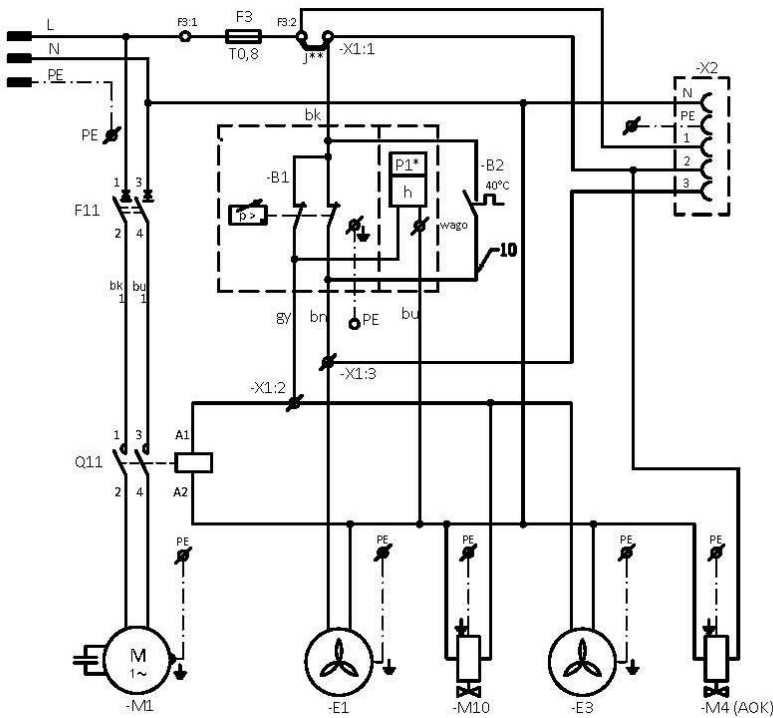 L
F3:1
F3
F3:2
T0,8
j**
-X1:1
N
PE
-X2
N
PE
1
2
3
PE
bk
-B1
P1*
h
-B2
40°C
p >
wago
10
1
3
F11
2
4
bk
1
bu
1
gy
bn
PE
bu
-X1:3
-X1:2
1
3
A1
Q11
2
4
A2
PE
PE
PE
PE
PE
M
1~
-M1
-E1
-M10
-E3
-M4 (AOK)